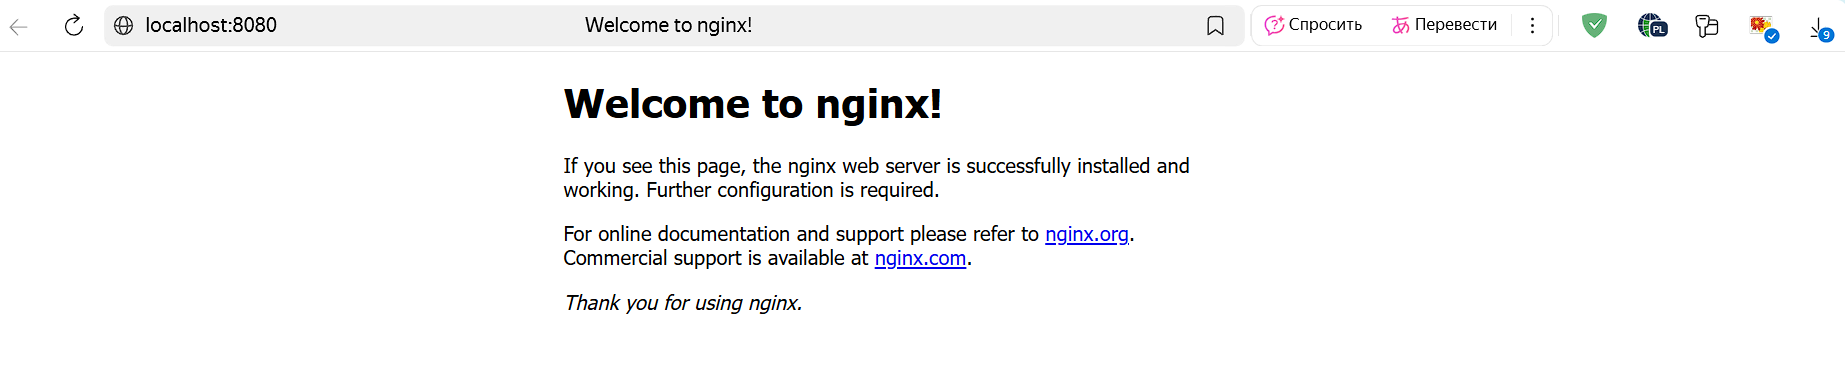 localhost:8080 Welcome to nginx! Спросить Перевести PL 9
Welcome to nginx!
If you see this page, the nginx web server is successfully installed and
working. Further configuration is required.
For online documentation and support please refer to nginx.org.
Commercial support is available at nginx.com.
Thank you for using nginx.